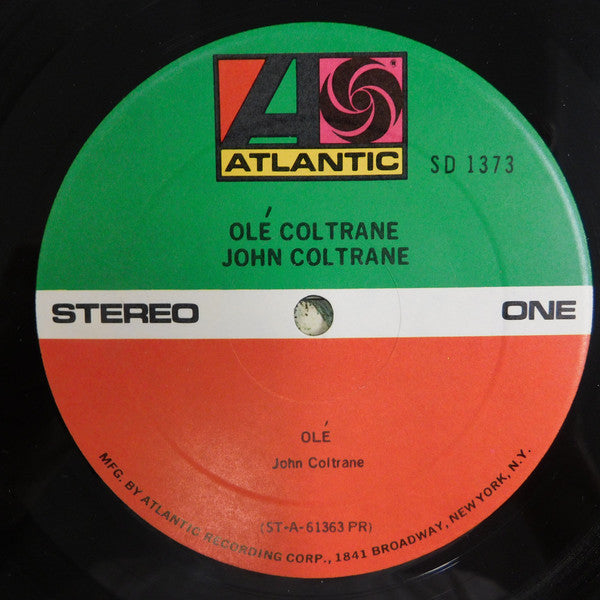 ATLANTIC
®
SD 1373
OLÉ COLTRANE
JOHN COLTRANE
STEREO
ONE
OLÉ
John Coltrane
(ST-A-61363 PR)
MFG. BY ATLANTIC RECORDING CORP., 1841 BROADWAY, NEW YORK, N.Y.